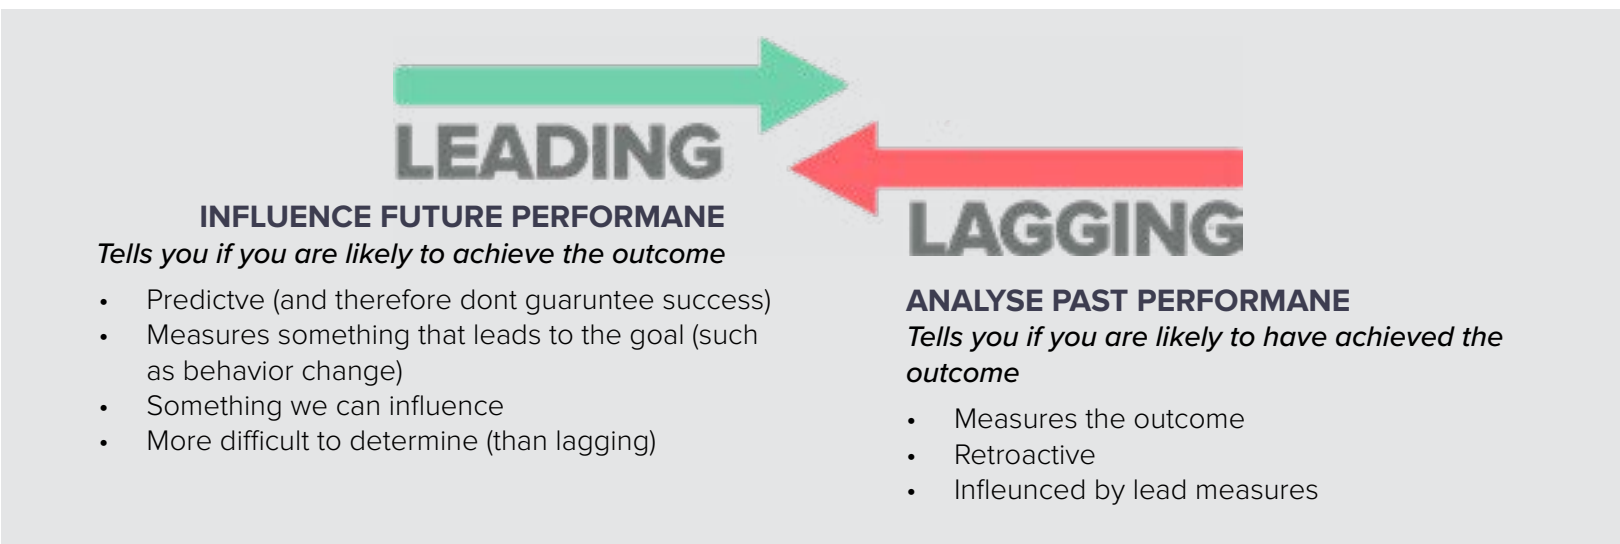 LEADING
INFLUENCE FUTURE PERFORMANE
Tells you if you are likely to achieve the outcome
• Predictve (and therefore dont guaruntee success)
• Measures something that leads to the goal (such
as behavior change)
• Something we can influence
• More difficult to determine (than lagging)
LAGGING
ANALYSE PAST PERFORMANE
Tells you if you are likely to have achieved the
outcome
• Measures the outcome
• Retroactive
• Infleunced by lead measures